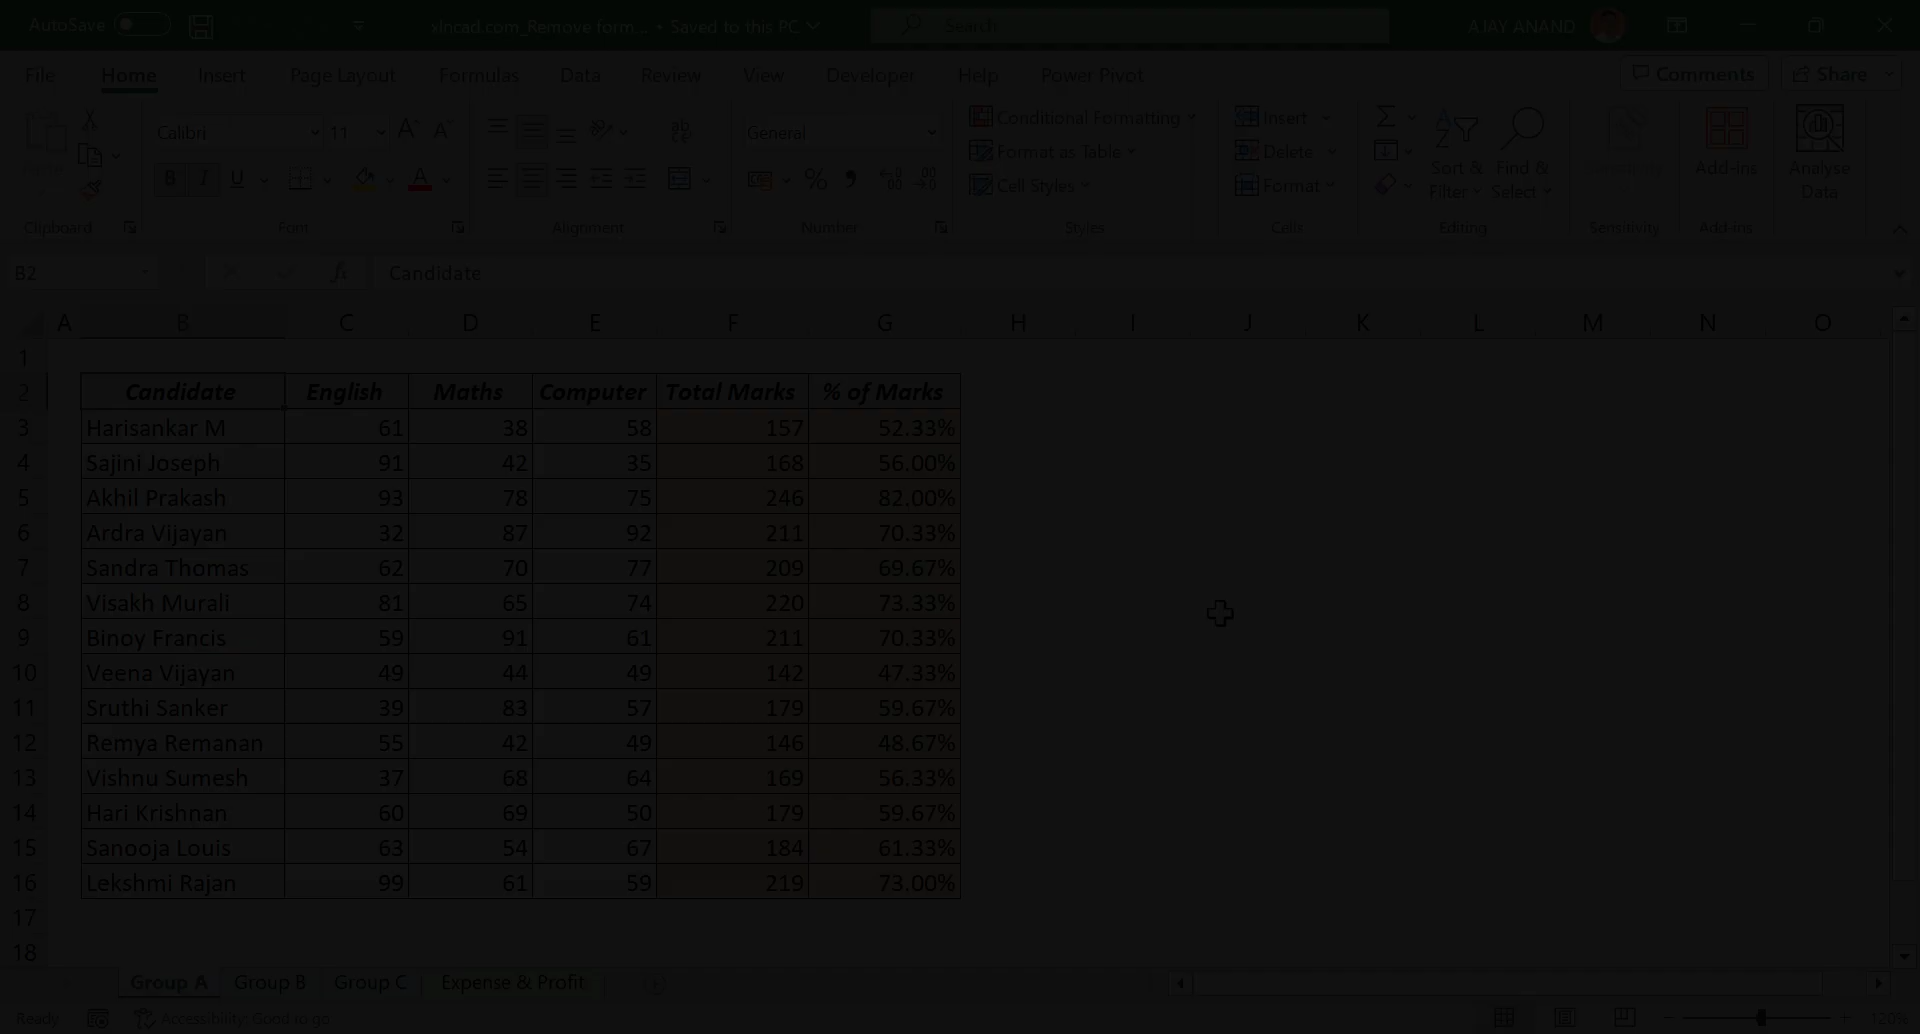 AutoSave xlncad.com_Remove form... • Saved to this PC Search AJAY ANAND
File Home Insert Page Layout Formulas Data Review View Developer Help Power Pivot Comments Share
Calibri 11 General Conditional Formatting Insert
Format as Table Delete Sort & Find & Sensitivity Add-ins Analyse
Cell Styles Format Filter Select Data
B I U
Clipboard Font Alignment Number Styles Cells Editing Sensitivity Add-ins
B2 fx Candidate
A B C D E F G H I J K L M N O
1
2 Candidate English Maths Computer Total Marks % of Marks
3 Harisankar M 61 38 58 157 52.33%
4 Sajini Joseph 91 42 35 168 56.00%
5 Akhil Prakash 93 78 75 246 82.00%
6 Ardra Vijayan 32 87 92 211 70.33%
7 Sandra Thomas 62 70 77 209 69.67%
8 Visakh Murali 81 65 74 220 73.33%
9 Binoy Francis 59 91 61 211 70.33%
10 Veena Vijayan 49 44 49 142 47.33%
11 Sruthi Sanker 39 83 57 179 59.67%
12 Remya Remanan 55 42 49 146 48.67%
13 Vishnu Sumesh 37 68 64 169 56.33%
14 Hari Krishnan 60 69 50 179 59.67%
15 Sanooja Louis 63 54 67 184 61.33%
16 Lekshmi Rajan 99 61 59 219 73.00%
17
18
Group A Group B Group C Expense & Profit
Ready Accessibility: Good to go 120%